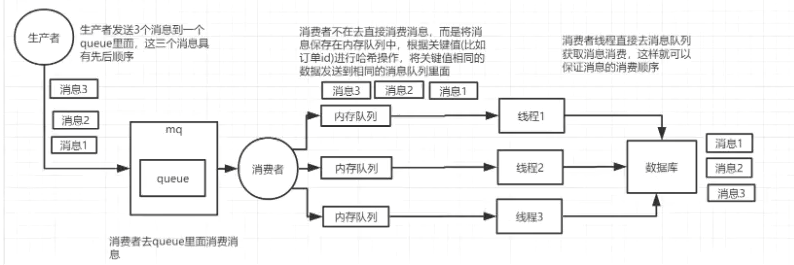 生产者
生产者发送3个消息到一个
queue里面，这三个消息具
有先后顺序
消费者不在去直接消费消息，而是将消
息保存在内存队列中，根据关键值(比如
订单id)进行哈希操作，将关键值相同的
数据发送到相同的消息队列里面
消费者线程直接去消息队列
获取消息消费，这样就可以
保证消息的消费顺序
消息3
消息2
消息1
消息3
消息2
消息1
mq
queue
消费者
内存队列
线程1
内存队列
线程2
内存队列
线程3
数据库
消息1
消息2
消息3
消费者去queue里面消费消
息